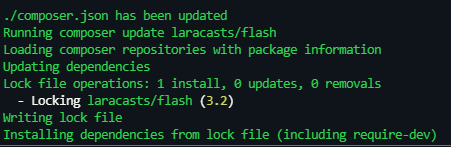 ./composer.json has been updated
Running composer update laracasts/flash
Loading composer repositories with package information
Updating dependencies
Lock file operations: 1 install, 0 updates, 0 removals
  - Locking laracasts/flash (3.2)
Writing lock file
Installing dependencies from lock file (including require-dev)